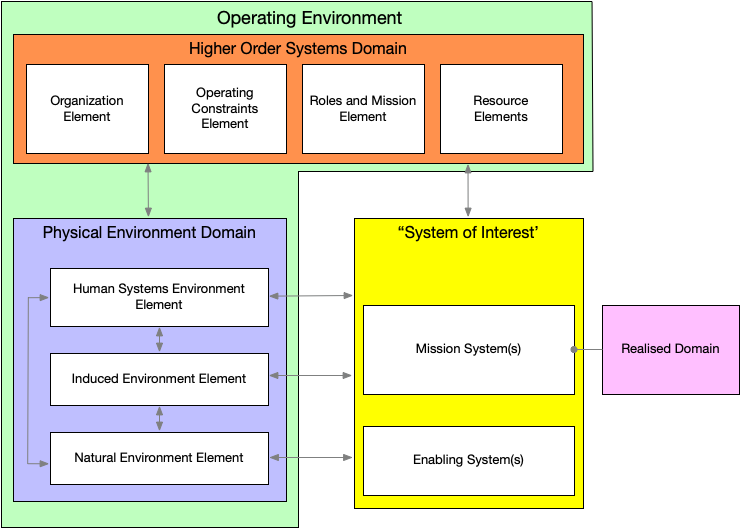 Operating Environment
Higher Order Systems Domain
Organization
Element
Operating
Constraints
Element
Roles and Mission
Element
Resource
Elements
Physical Environment Domain
“System of Interest’
Human Systems Environment
Element
Mission System(s)
Realised Domain
Induced Environment Element
Natural Environment Element
Enabling System(s)